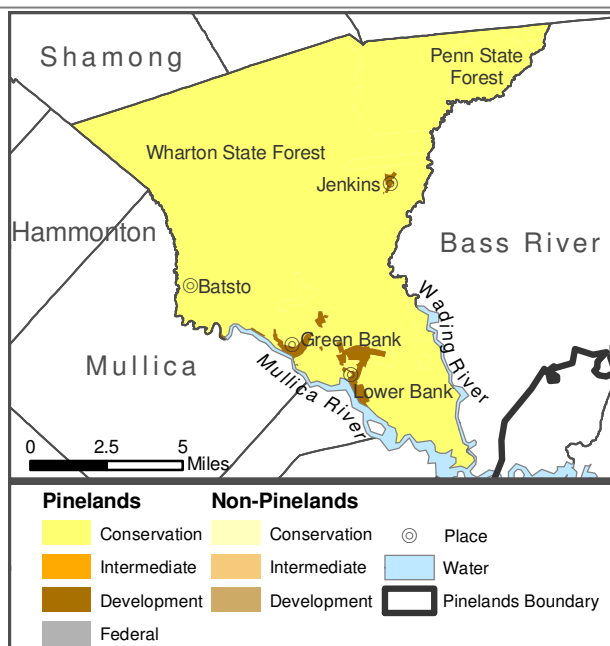 Shamong
Penn State
Forest
Wharton State Forest
Jenkins
Hammonton
Bass River
Batsto
Wading River
Green Bank
Mullica
Mullica River
Lower Bank
0 2.5 5
Miles
Pinelands Non-Pinelands
Conservation Conservation Place
Intermediate Intermediate Water
Development Development Pinelands Boundary
Federal